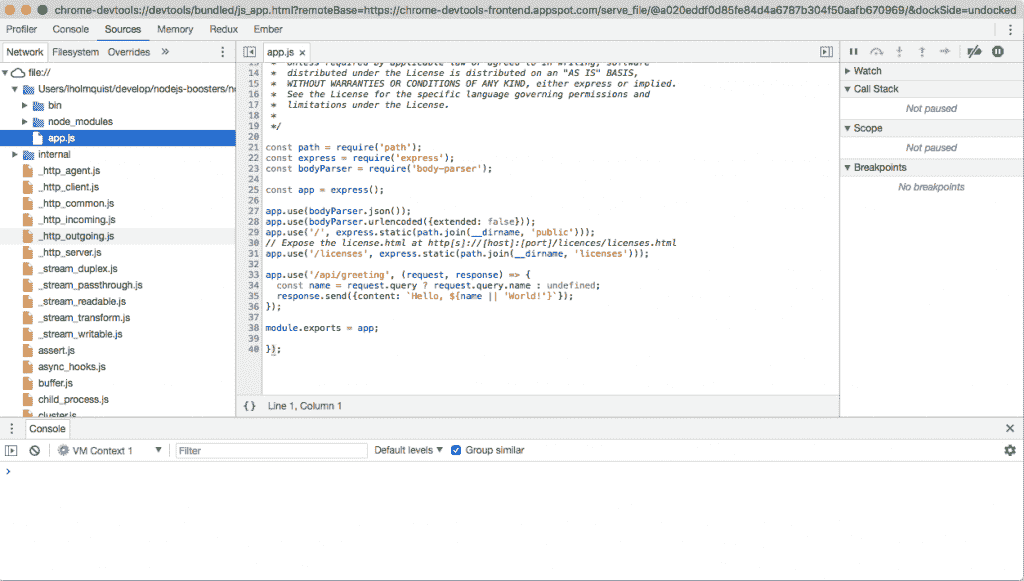 chrome-devtools://devtools/bundled/js_app.html?remoteBase=https://chrome-devtools-frontend.appspot.com/serve_file/@a020eddf0d85fe84d4a6787b304f50aafb670969/&dockSide=undocked
Profiler Console Sources Memory Redux Ember
Network Filesystem Overrides »
file://
Users/lholmquist/develop/nodejs-boosters/n
bin
node_modules
app.js
internal
_http_agent.js
_http_client.js
_http_common.js
_http_incoming.js
_http_outgoing.js
_http_server.js
_stream_duplex.js
_stream_passthrough.js
_stream_readable.js
_stream_transform.js
_stream_writable.js
assert.js
async_hooks.js
buffer.js
child_process.js
cluster.js
app.js ×
13 * Unless required by applicable law or agreed to in writing, software
14 * distributed under the License is distributed on an "AS IS" BASIS,
15 * WITHOUT WARRANTIES OR CONDITIONS OF ANY KIND, either express or implied.
16 * See the License for the specific language governing permissions and
17 * limitations under the License.
18 *
19 */
20
21 const path = require('path');
22 const express = require('express');
23 const bodyParser = require('body-parser');
24
25 const app = express();
26
27 app.use(bodyParser.json());
28 app.use(bodyParser.urlencoded({extended: false}));
29 app.use('/', express.static(path.join(__dirname, 'public')));
30 // Expose the license.html at http[s]://[host]:[port]/licences/licenses.html
31 app.use('/licenses', express.static(path.join(__dirname, 'licenses')));
32
33 app.use('/api/greeting', (request, response) => {
34 const name = request.query ? request.query.name : undefined;
35 response.send({content: `Hello, ${name || 'World!'}`});
36 });
37
38 module.exports = app;
39
40 });
{} Line 1, Column 1
Watch
Call Stack
Not paused
Scope
Not paused
Breakpoints
No breakpoints
Console
VM Context 1 Filter Default levels Group similar